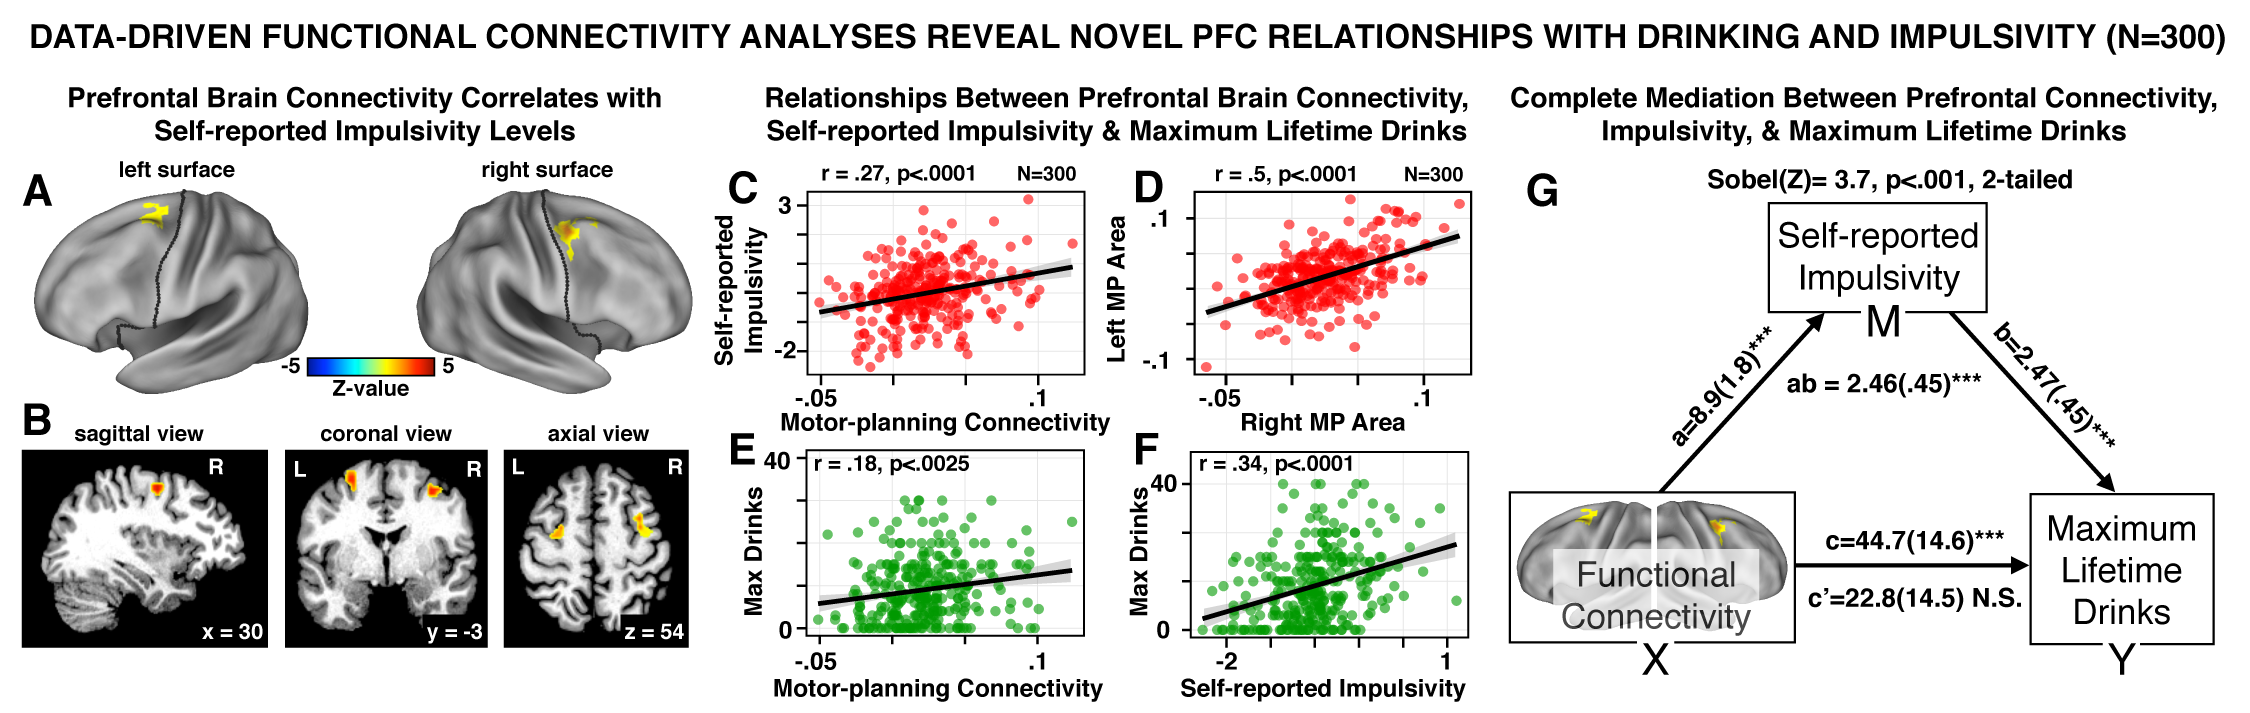 DATA-DRIVEN FUNCTIONAL CONNECTIVITY ANALYSES REVEAL NOVEL PFC RELATIONSHIPS WITH DRINKING AND IMPULSIVITY (N=300)
Prefrontal Brain Connectivity Correlates with
Self-reported Impulsivity Levels
A
left surface
right surface
-5
5
Z-value
B
sagittal view
coronal view
axial view
R
L
R
L
R
x = 30
y = -3
z = 54
Relationships Between Prefrontal Brain Connectivity,
Self-reported Impulsivity & Maximum Lifetime Drinks
C
r = .27, p<.0001
N=300
Self-reported
Impulsivity
3
-2
-.05
.1
Motor-planning Connectivity
D
r = .5, p<.0001
N=300
Left MP Area
.1
-.1
-.05
.1
Right MP Area
E
r = .18, p<.0025
Max Drinks
40
0
-.05
.1
Motor-planning Connectivity
F
r = .34, p<.0001
Max Drinks
40
0
-2
1
Self-reported Impulsivity
Complete Mediation Between Prefrontal Connectivity,
Impulsivity, & Maximum Lifetime Drinks
G
Sobel(Z)= 3.7, p<.001, 2-tailed
Self-reported
Impulsivity
M
a=8.9(1.8)***
ab = 2.46(.45)***
b=2.47(.45)***
Functional
Connectivity
X
c=44.7(14.6)***
c'=22.8(14.5) N.S.
Maximum
Lifetime
Drinks
Y